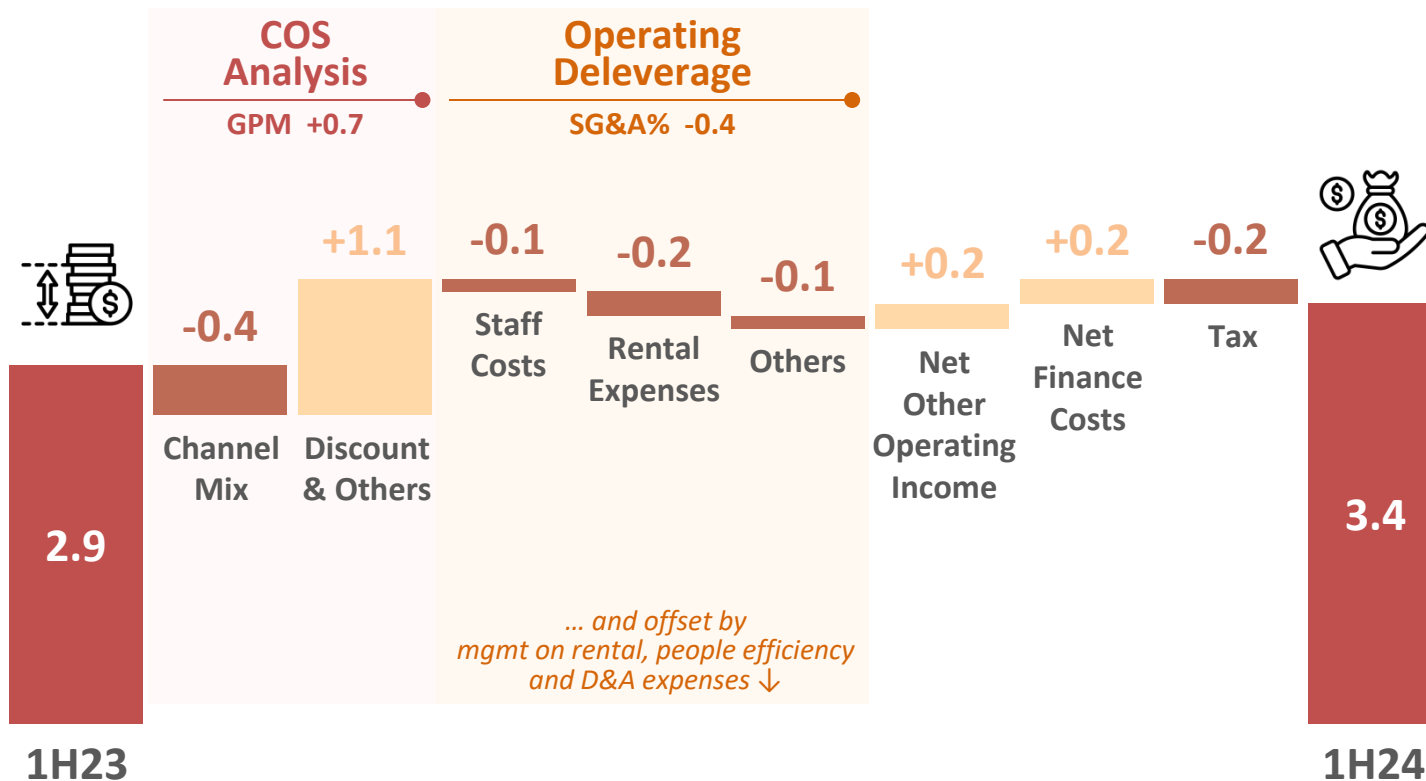 COS
Analysis
GPM +0.7
Operating
Deleverage
SG&A% -0.4
2.9
1H23
-0.4
Channel
Mix
+1.1
Discount
& Others
-0.1
Staff
Costs
-0.2
Rental
Expenses
-0.1
Others
... and offset by
mgmt on rental, people efficiency
and D&A expenses ↓
+0.2
Net
Other
Operating
Income
+0.2
Net
Finance
Costs
-0.2
Tax
3.4
1H24
$
$
$